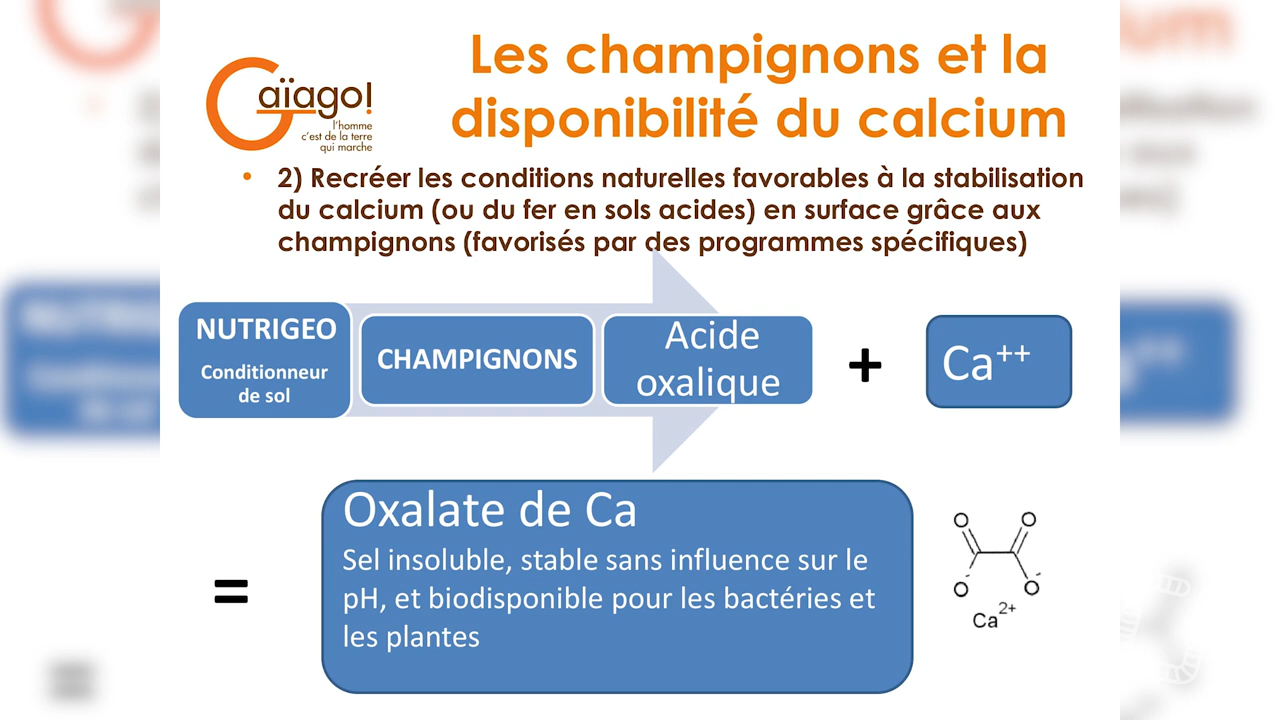 Gaïago!
l'homme
c'est de la terre
qui marche
Les champignons et la
disponibilité du calcium
• 2) Recréer les conditions naturelles favorables à la stabilisation
du calcium (ou du fer en sols acides) en surface grâce aux
champignons (favorisés par des programmes spécifiques)
NUTRIGEO
Conditionneur
de sol
CHAMPIGNONS
Acide
oxalique
+
Ca++
=
Oxalate de Ca
Sel insoluble, stable sans influence sur le
pH, et biodisponible pour les bactéries et
les plantes
O O
O- O-
Ca2+